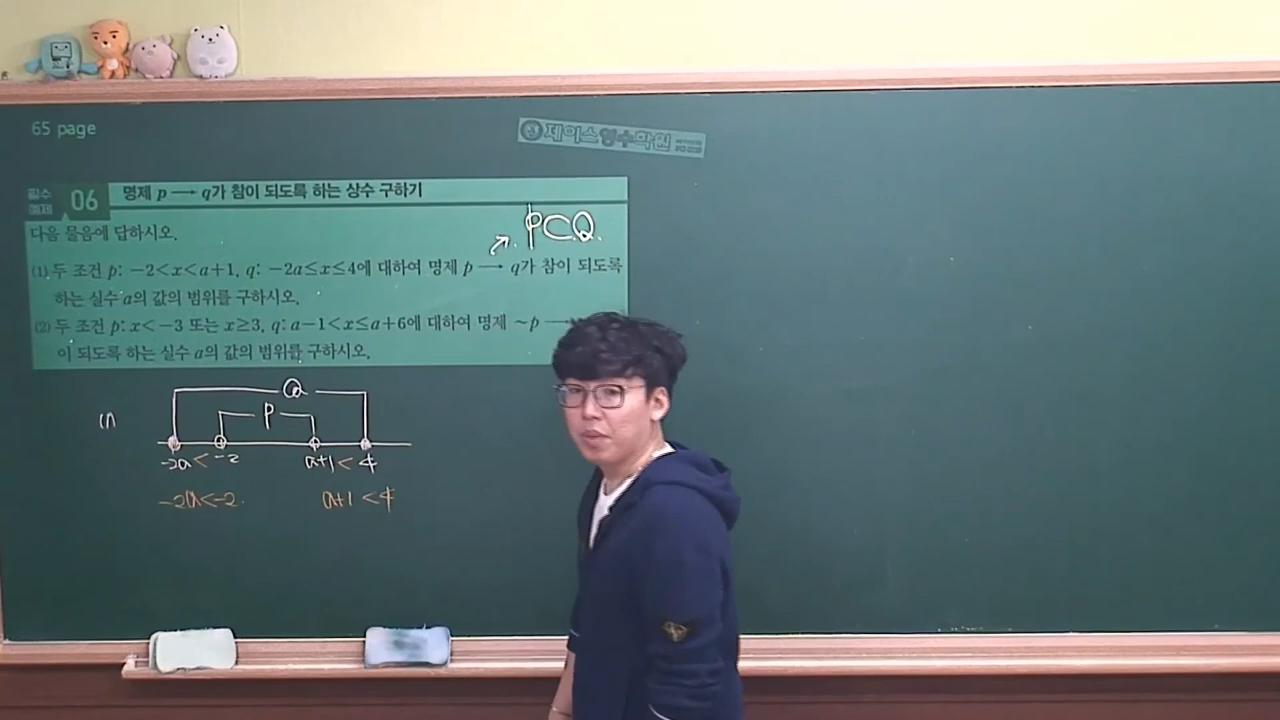 65 page
제이스영수학원
필수 예제 06 명제 p → q가 참이 되도록 하는 상수 구하기
다음 물음에 답하시오.
P⊂Q
(1) 두 조건 p: −2<x<a+1, q: −2a≤x≤4에 대하여 명제 p → q가 참이 되도록
하는 실수 a의 값의 범위를 구하시오.
(2) 두 조건 p: x<−3 또는 x≥3, q: a−1<x≤a+6에 대하여 명제 ~p →
이 되도록 하는 실수 a의 값의 범위를 구하시오.
Q
(1) P
-2a < -2 a+1 < 4
-2a<-2 a+1 <4